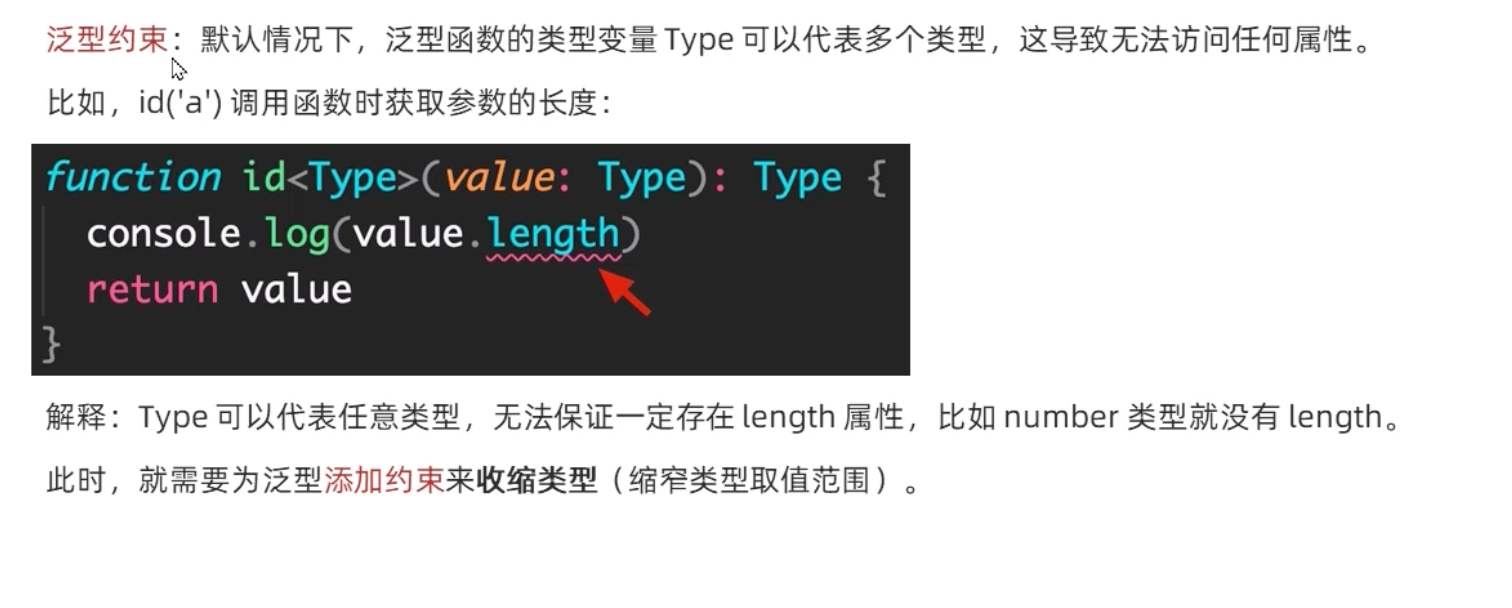 泛型约束：默认情况下，泛型函数的类型变量 Type 可以代表多个类型，这导致无法访问任何属性。
比如，id('a') 调用函数时获取参数的长度：
function id<Type>(value: Type): Type {
  console.log(value.length)
  return value
}
解释：Type 可以代表任意类型，无法保证一定存在 length 属性，比如 number 类型就没有 length。
此时，就需要为泛型添加约束来收缩类型（缩窄类型取值范围）。